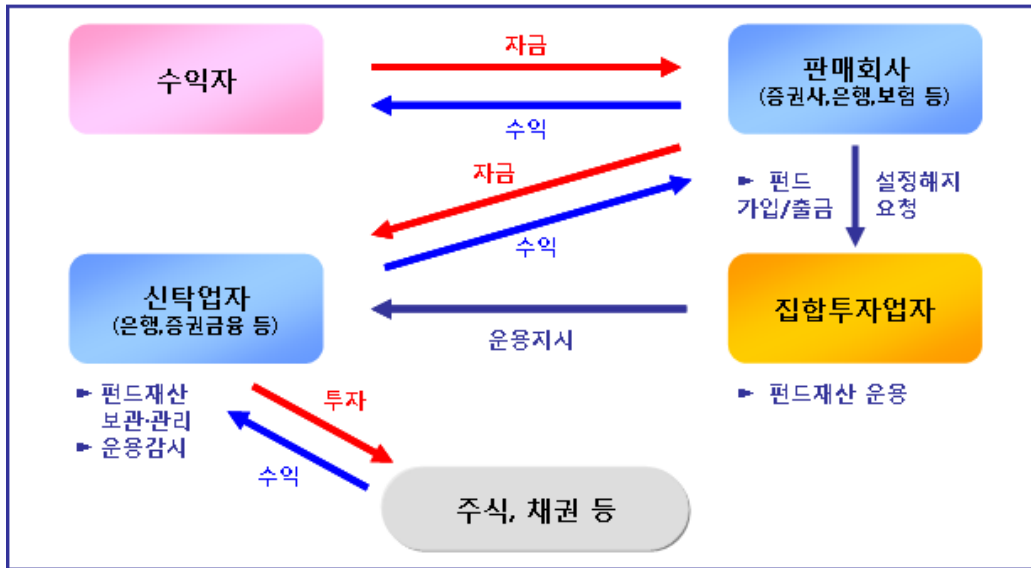 수익자
자금
수익
판매회사
(증권사,은행,보험 등)
자금
수익
► 펀드
가입/출금
설정해지
요청
신탁업자
(은행,증권금융 등)
운용지시
집합투자업자
► 펀드재산
보관·관리
► 운용감시
투자
수익
► 펀드재산 운용
주식, 채권 등